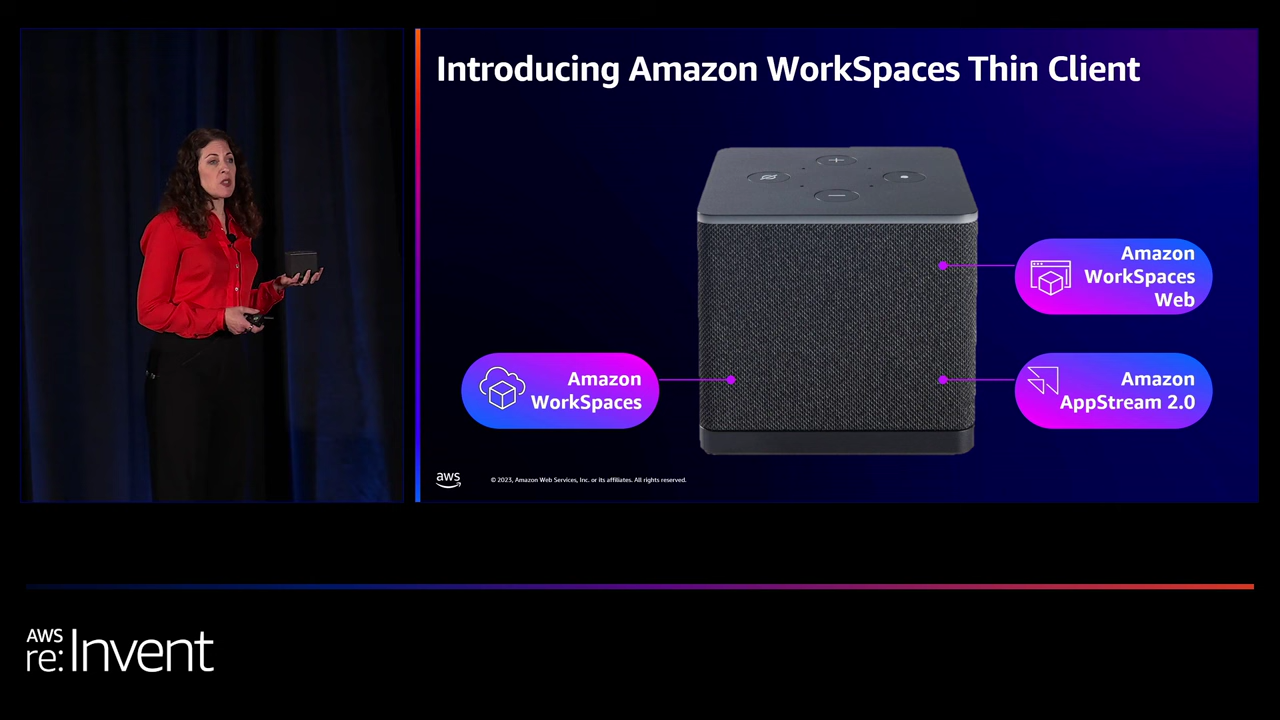 Introducing Amazon WorkSpaces Thin Client
Amazon
WorkSpaces
Web
Amazon
WorkSpaces
Amazon
AppStream 2.0
aws
© 2023, Amazon Web Services, Inc. or its affiliates. All rights reserved.
AWS
re:Invent